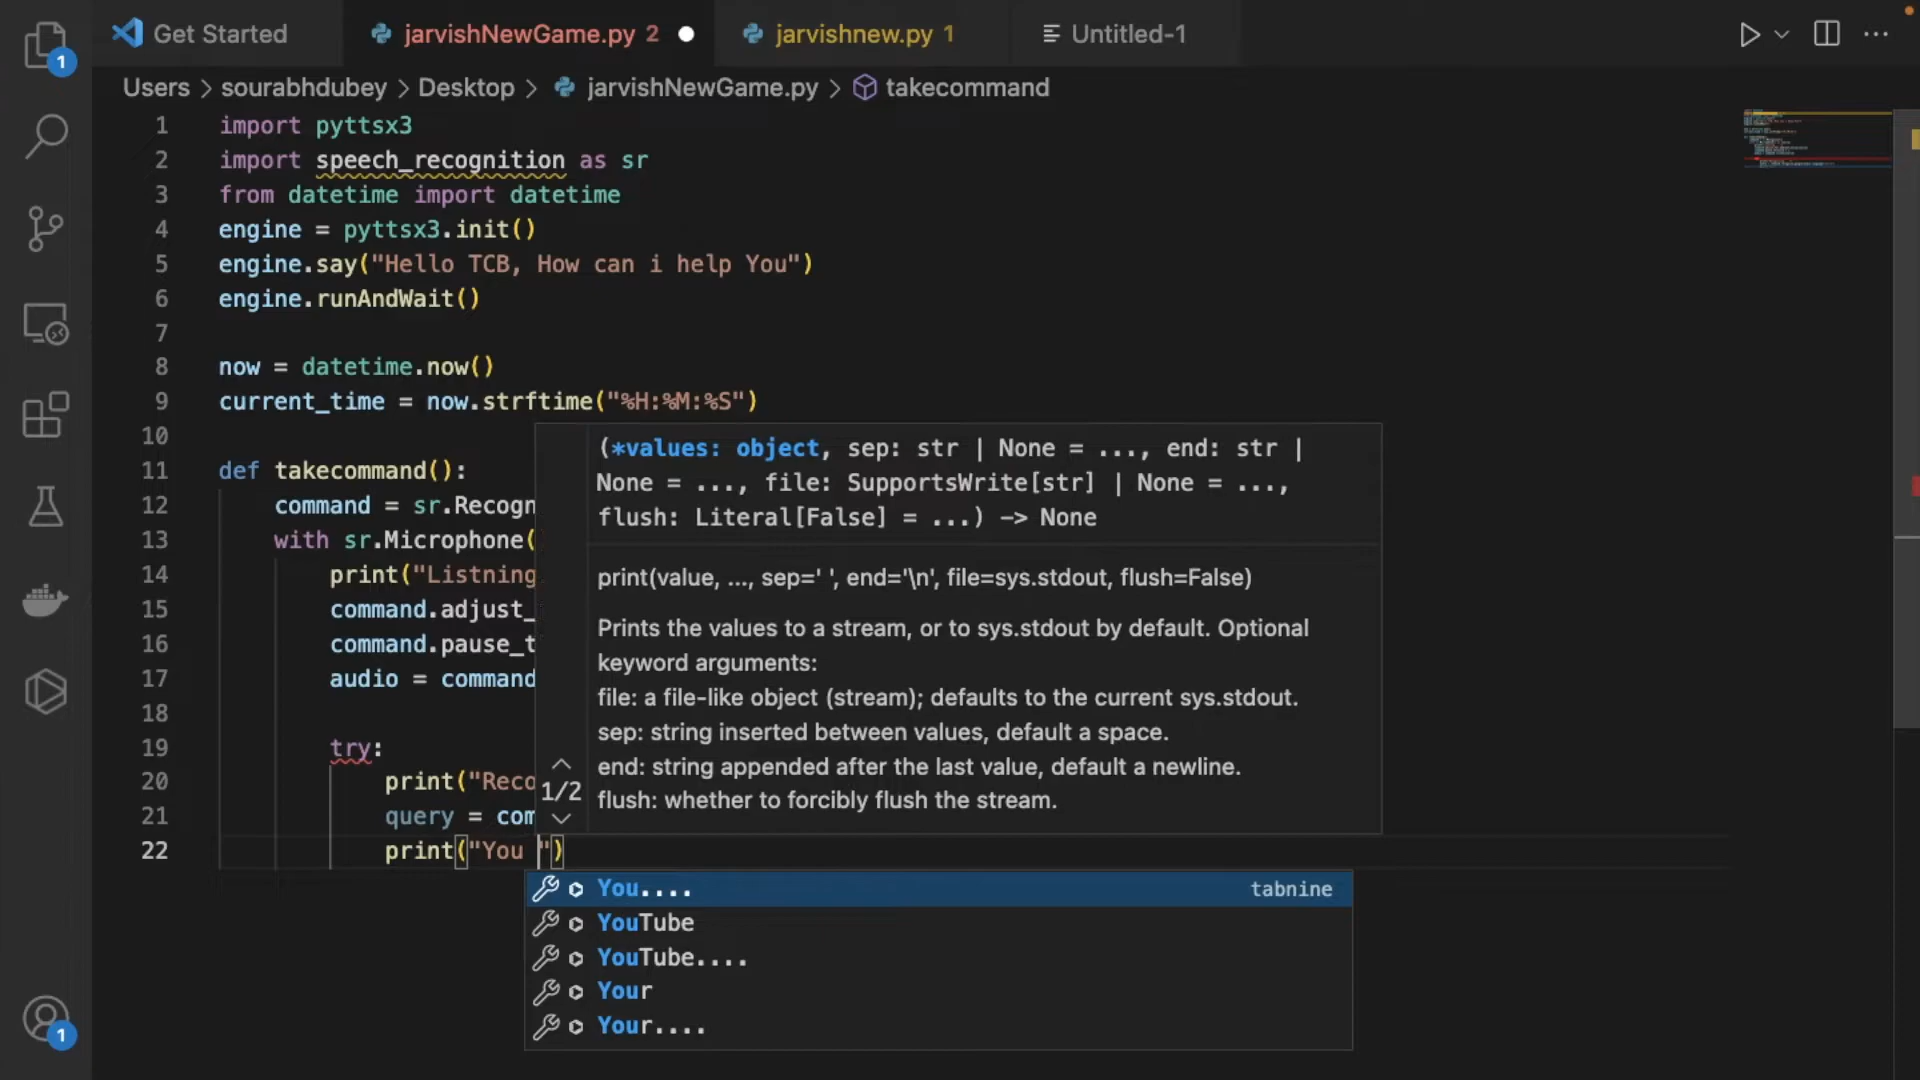 Get Started
jarvishNewGame.py 2
jarvishnew.py 1
Untitled-1
1
Users > sourabhdubey > Desktop > jarvishNewGame.py > takecommand
1 import pyttsx3
2 import speech_recognition as sr
3 from datetime import datetime
4 engine = pyttsx3.init()
5 engine.say("Hello TCB, How can i help You")
6 engine.runAndWait()
7
8 now = datetime.now()
9 current_time = now.strftime("%H:%M:%S")
10
11 def takecommand():
12 command = sr.Recogn
13 with sr.Microphone(
14 print("Listning
15 command.adjust_
16 command.pause_t
17 audio = command
18
19 try:
20 print("Reco
21 query = com
22 print("You ")
(*values: object, sep: str | None = ..., end: str |
None = ..., file: SupportsWrite[str] | None = ...,
flush: Literal[False] = ...) -> None
print(value, ..., sep=' ', end='\n', file=sys.stdout, flush=False)
Prints the values to a stream, or to sys.stdout by default. Optional
keyword arguments:
file: a file-like object (stream); defaults to the current sys.stdout.
sep: string inserted between values, default a space.
end: string appended after the last value, default a newline.
flush: whether to forcibly flush the stream.
1/2
You.... tabnine
YouTube
YouTube....
Your
Your....
1